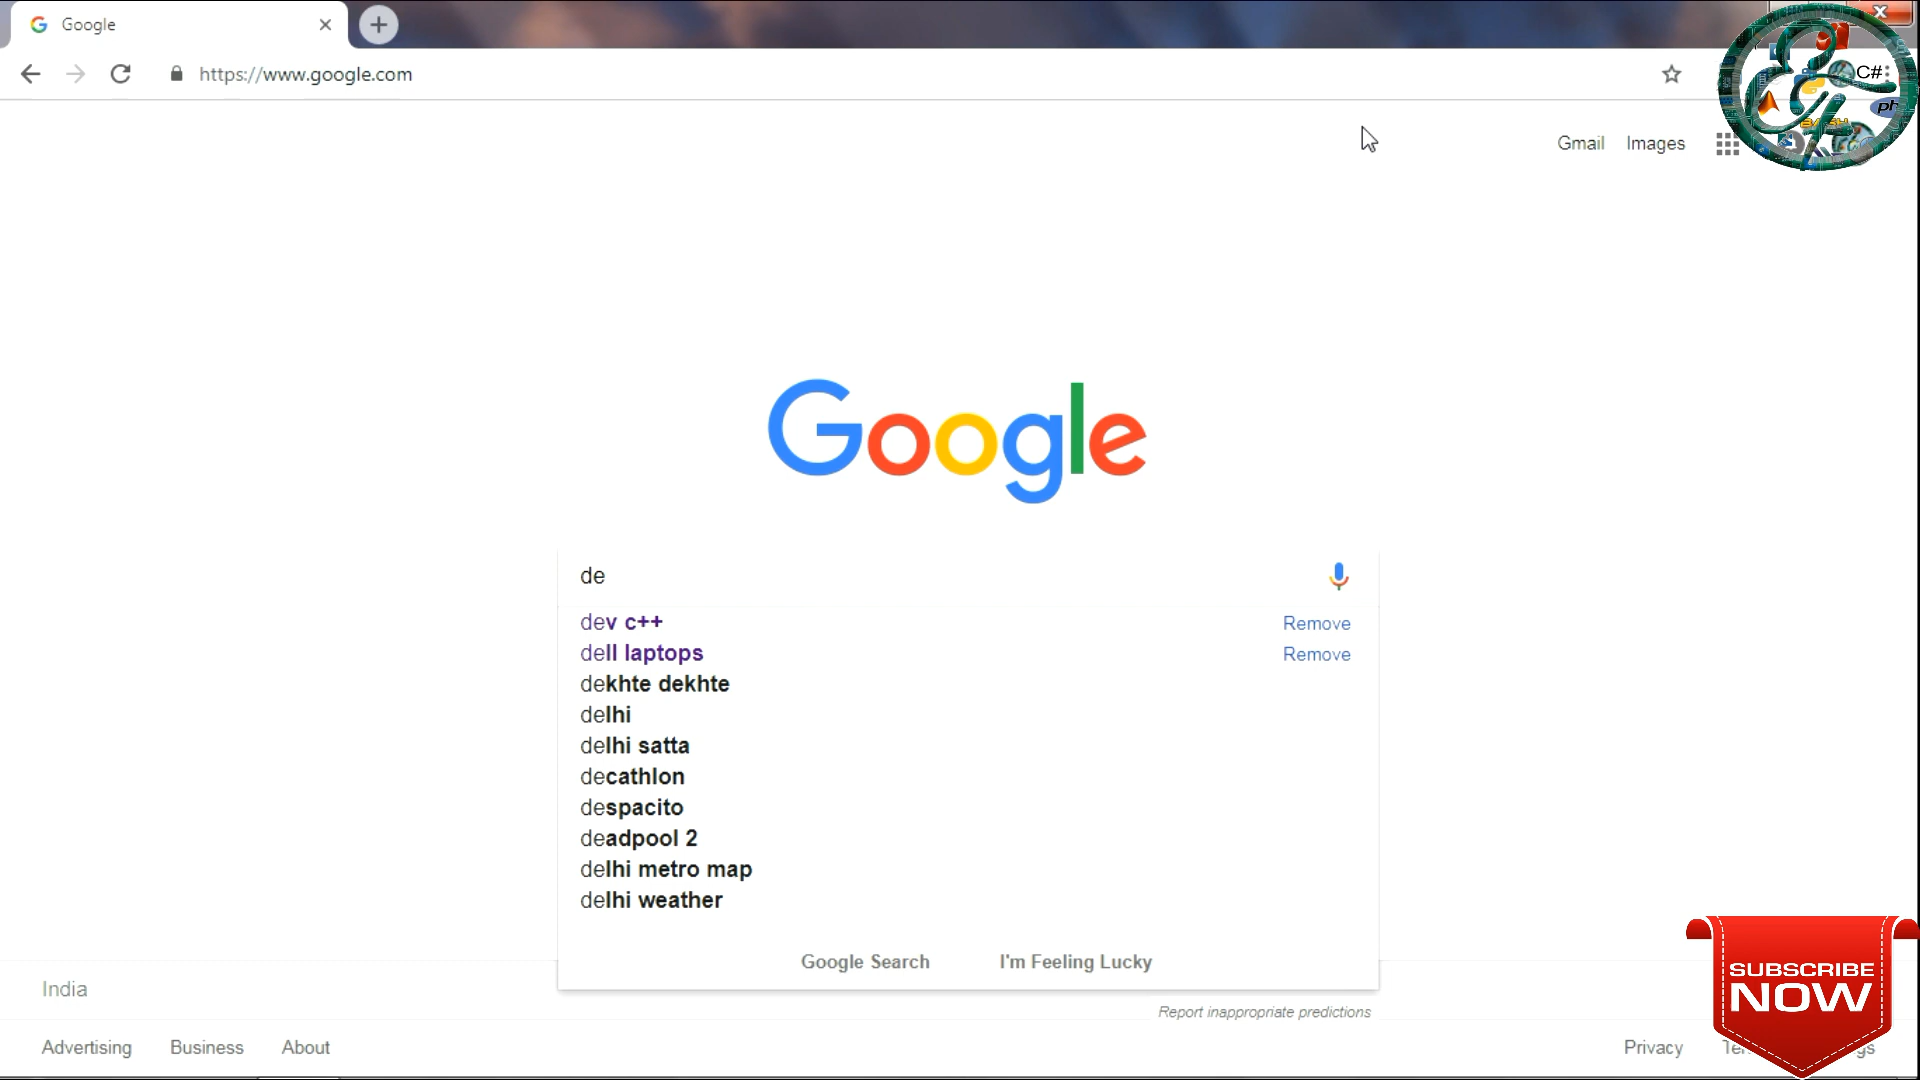 Google
https://www.google.com
C#
php
Gmail Images
Google
de
dev c++ Remove
dell laptops Remove
dekhte dekhte
delhi
delhi satta
decathlon
despacito
deadpool 2
delhi metro map
delhi weather
Google Search I'm Feeling Lucky
India
Report inappropriate predictions
Advertising Business About
Privacy
SUBSCRIBE
NOW